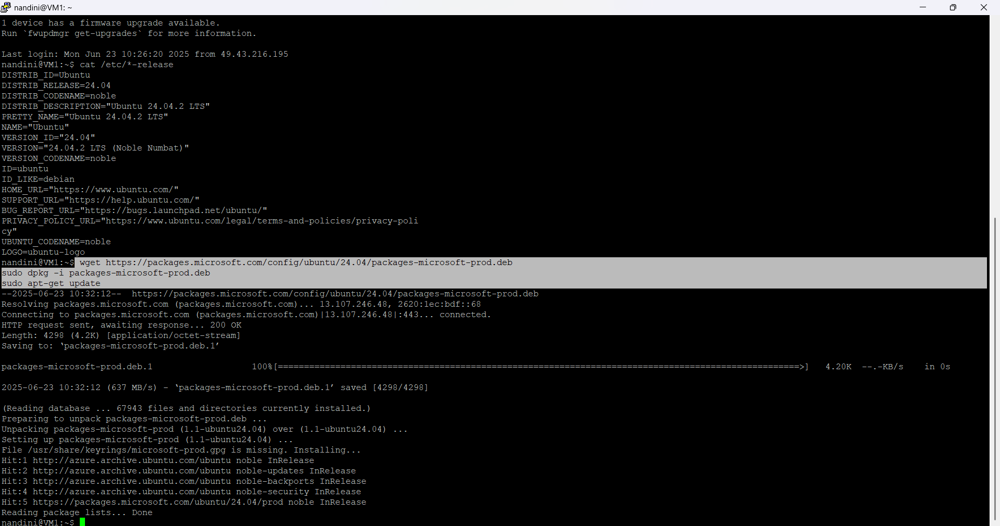 nandini@VM1: ~
1 device has a firmware upgrade available.
Run `fwupdmgr get-upgrades` for more information.
Last login: Mon Jun 23 10:26:20 2025 from 49.43.216.195
nandini@VM1:~$ cat /etc/*-release
DISTRIB_ID=Ubuntu
DISTRIB_RELEASE=24.04
DISTRIB_CODENAME=noble
DISTRIB_DESCRIPTION="Ubuntu 24.04.2 LTS"
PRETTY_NAME="Ubuntu 24.04.2 LTS"
NAME="Ubuntu"
VERSION_ID="24.04"
VERSION="24.04.2 LTS (Noble Numbat)"
VERSION_CODENAME=noble
ID=ubuntu
ID_LIKE=debian
HOME_URL="https://www.ubuntu.com/"
SUPPORT_URL="https://help.ubuntu.com/"
BUG_REPORT_URL="https://bugs.launchpad.net/ubuntu/"
PRIVACY_POLICY_URL="https://www.ubuntu.com/legal/terms-and-policies/privacy-poli
cy"
UBUNTU_CODENAME=noble
LOGO=ubuntu-logo
nandini@VM1:~$ wget https://packages.microsoft.com/config/ubuntu/24.04/packages-microsoft-prod.deb
sudo dpkg -i packages-microsoft-prod.deb
sudo apt-get update
--2025-06-23 10:32:12--  https://packages.microsoft.com/config/ubuntu/24.04/packages-microsoft-prod.deb
Resolving packages.microsoft.com (packages.microsoft.com)... 13.107.246.48, 2620:1ec:bdf::68
Connecting to packages.microsoft.com (packages.microsoft.com)|13.107.246.48|:443... connected.
HTTP request sent, awaiting response... 200 OK
Length: 4298 (4.2K) [application/octet-stream]
Saving to: ‘packages-microsoft-prod.deb.1’
packages-microsoft-prod.deb.1                   100%[====================================================================================================>]   4.20K  --.-KB/s    in 0s
2025-06-23 10:32:12 (637 MB/s) - ‘packages-microsoft-prod.deb.1’ saved [4298/4298]
(Reading database ... 67943 files and directories currently installed.)
Preparing to unpack packages-microsoft-prod.deb ...
Unpacking packages-microsoft-prod (1.1-ubuntu24.04) over (1.1-ubuntu24.04) ...
Setting up packages-microsoft-prod (1.1-ubuntu24.04) ...
File /usr/share/keyrings/microsoft-prod.gpg is missing. Installing...
Hit:1 http://azure.archive.ubuntu.com/ubuntu noble InRelease
Hit:2 http://azure.archive.ubuntu.com/ubuntu noble-updates InRelease
Hit:3 http://azure.archive.ubuntu.com/ubuntu noble-backports InRelease
Hit:4 http://azure.archive.ubuntu.com/ubuntu noble-security InRelease
Hit:5 https://packages.microsoft.com/ubuntu/24.04/prod noble InRelease
Reading package lists... Done
nandini@VM1:~$